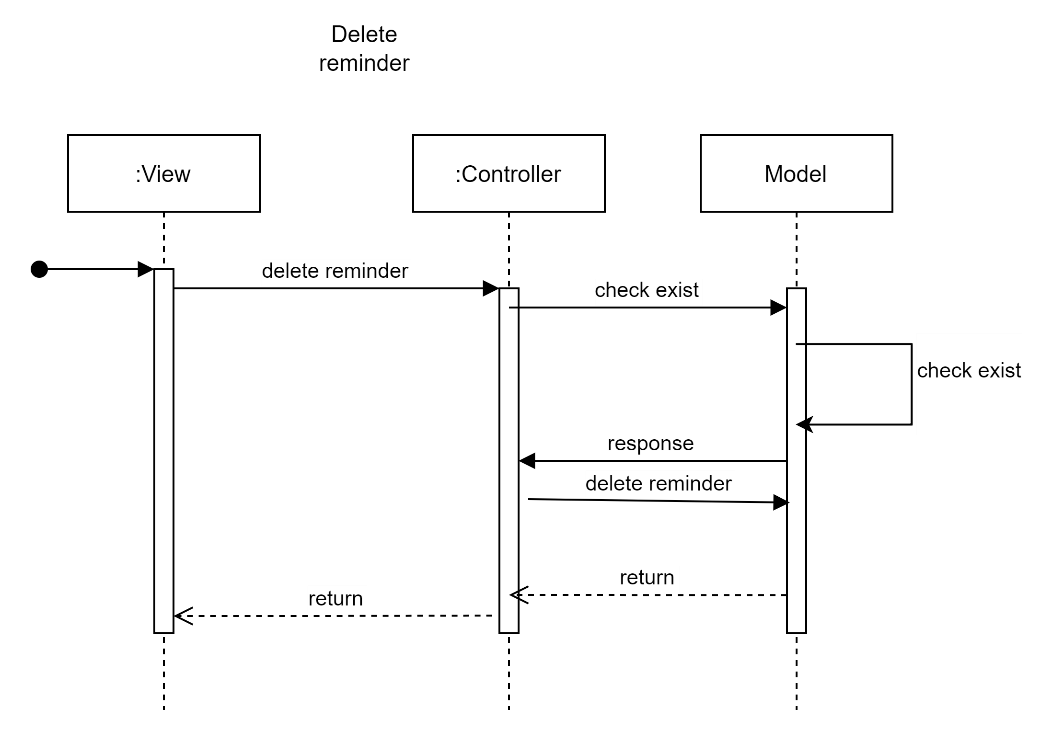 Delete
reminder
:View
:Controller
Model
delete reminder
check exist
check exist
response
delete reminder
return
return